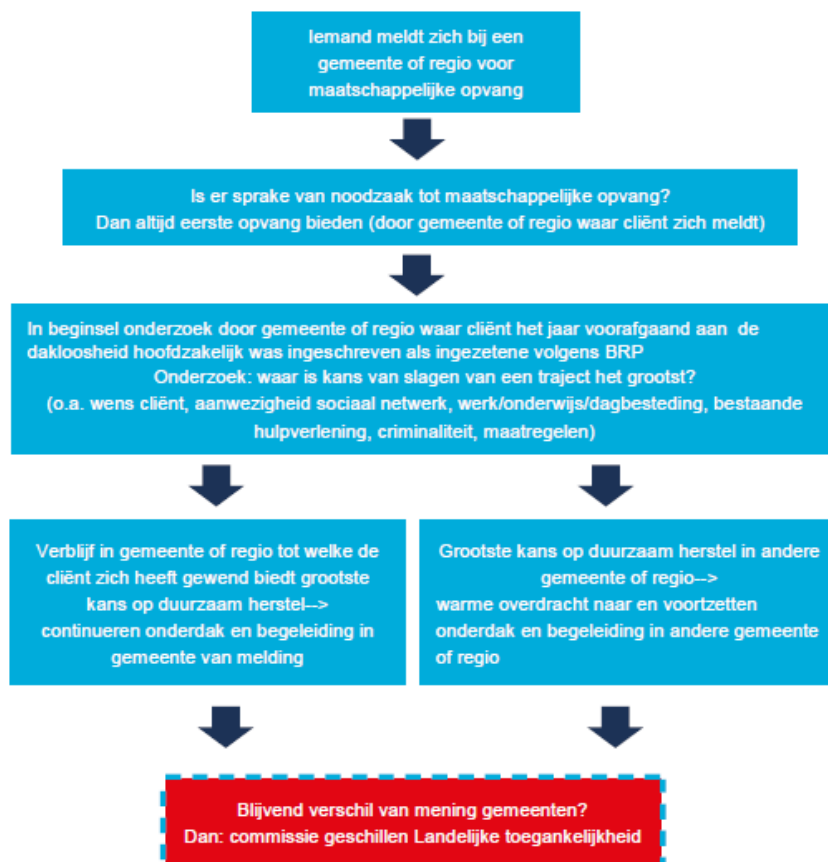 Iemand meldt zich bij een
gemeente of regio voor
maatschappelijke opvang
Is er sprake van noodzaak tot maatschappelijke opvang?
Dan altijd eerste opvang bieden (door gemeente of regio waar cliënt zich meldt)
In beginsel onderzoek door gemeente of regio waar cliënt het jaar voorafgaand aan de
dakloosheid hoofdzakelijk was ingeschreven als ingezetene volgens BRP
Onderzoek: waar is kans van slagen van een traject het grootst?
(o.a. wens cliënt, aanwezigheid sociaal netwerk, werk/onderwijs/dagbesteding, bestaande
hulpverlening, criminaliteit, maatregelen)
Verblijf in gemeente of regio tot welke de
cliënt zich heeft gewend biedt grootste
kans op duurzaam herstel-->
continueren onderdak en begeleiding in
gemeente van melding
Grootste kans op duurzaam herstel in andere
gemeente of regio-->
warme overdracht naar en voortzetten
onderdak en begeleiding in andere gemeente
of regio
Blijvend verschil van mening gemeenten?
Dan: commissie geschillen Landelijke toegankelijkheid